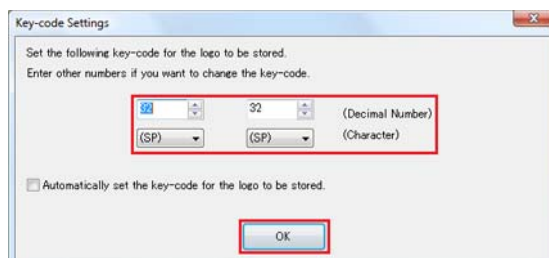 Key-code Settings
Set the following key-code for the logo to be stored.
Enter other numbers if you want to change the key-code.
32 32 (Decimal Number)
(SP) (SP) (Character)
Automatically set the key-code for the logo to be stored.
OK